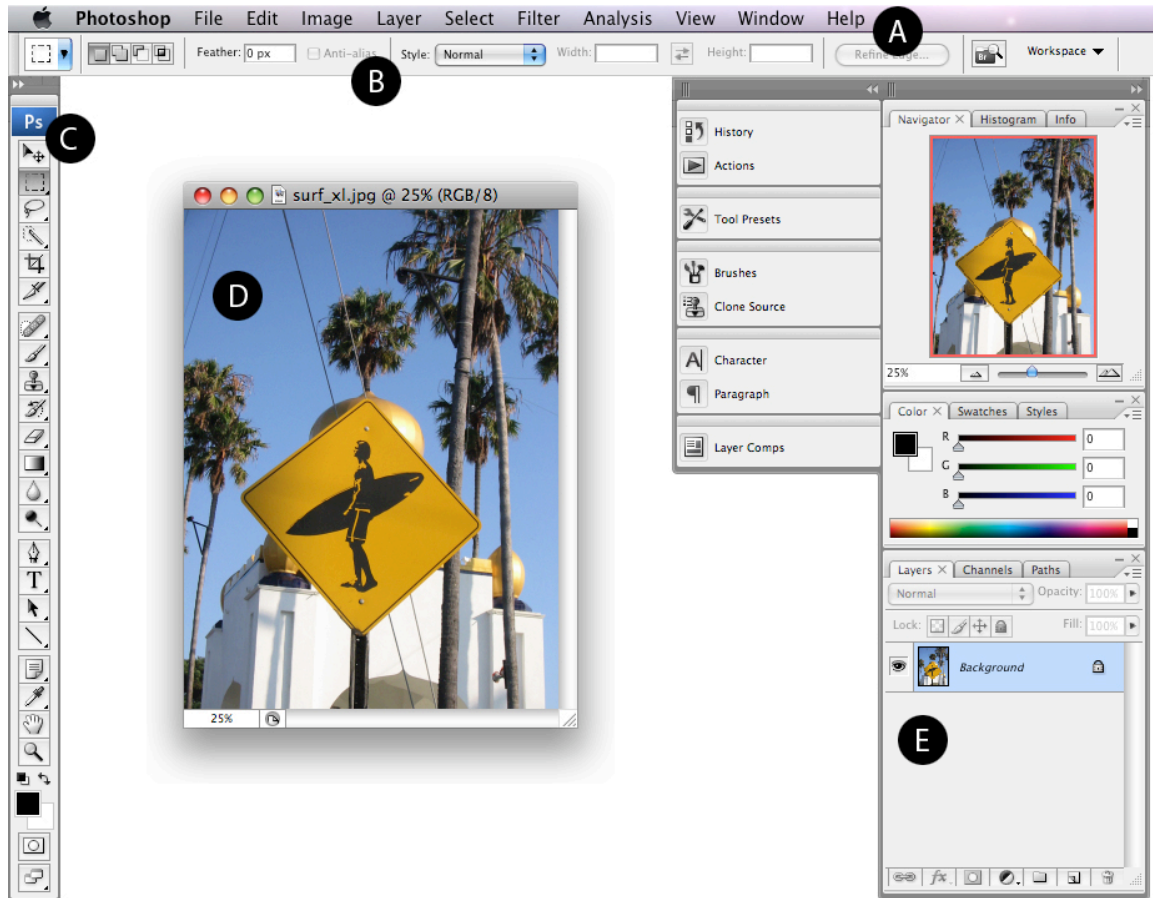 Photoshop File Edit Image Layer Select Filter Analysis View Window Help
A
Feather: 0 px Anti-alias Style: Normal Width: Height: Refine Edge... Br Workspace
B
Ps
C
surf_xl.jpg @ 25% (RGB/8)
D
25%
T
History
Actions
Tool Presets
Brushes
Clone Source
A Character
Paragraph
Layer Comps
Navigator × Histogram Info
25%
Color × Swatches Styles
R 0
G 0
B 0
Layers × Channels Paths
Normal Opacity: 100%
Lock: Fill: 100%
Background
E
fx.